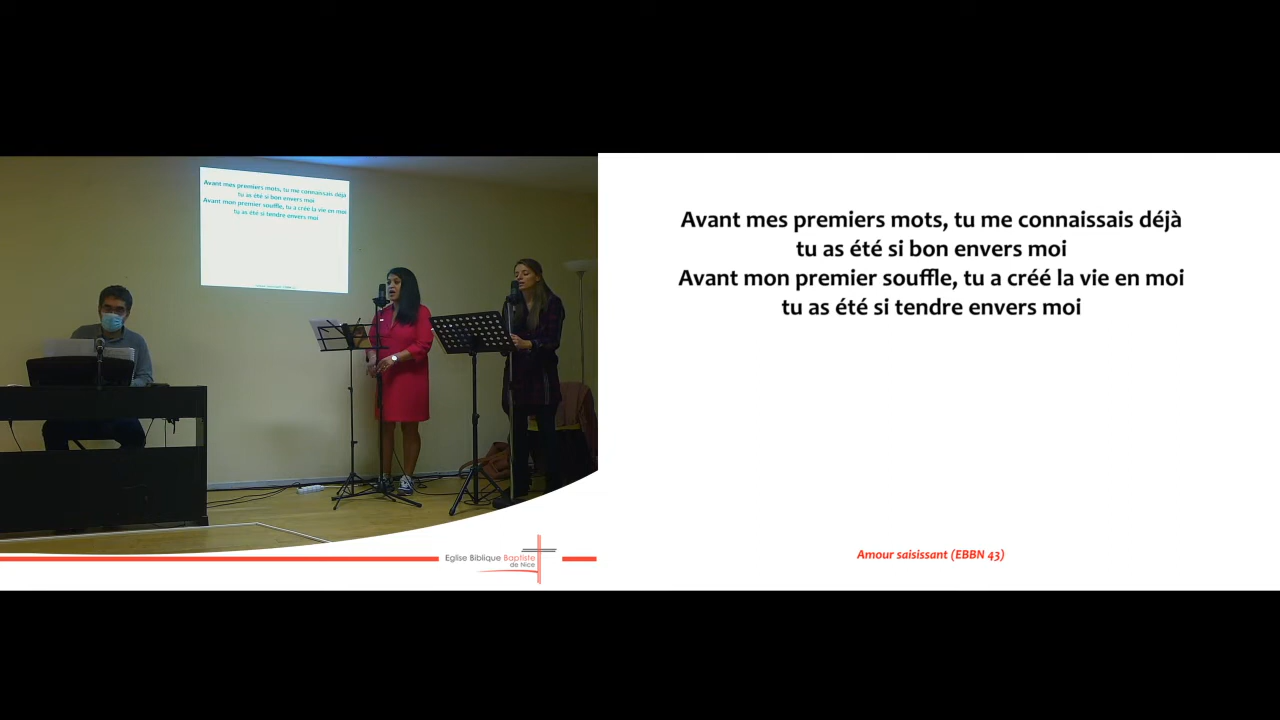 Avant mes premiers mots, tu me connaissais déjà
tu as été si bon envers moi
Avant mon premier souffle, tu a créé la vie en moi
tu as été si tendre envers moi
Eglise Biblique Baptiste
de Nice
Avant mes premiers mots, tu me connaissais déjà
tu as été si bon envers moi
Avant mon premier souffle, tu a créé la vie en moi
tu as été si tendre envers moi
Amour saisissant (EBBN 43)